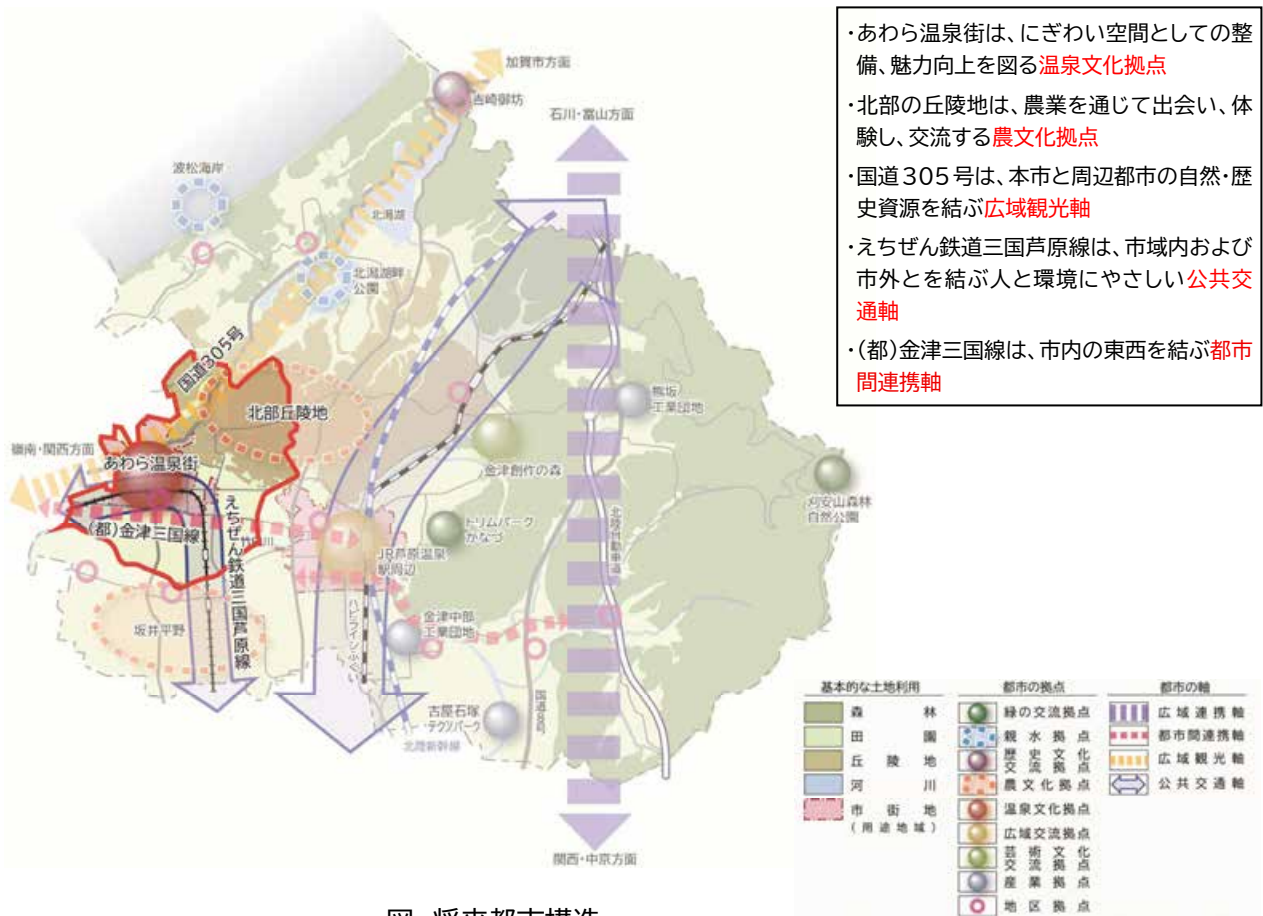 ・あわら温泉街は、にぎわい空間としての整
備、魅力向上を図る温泉文化拠点
・北部の丘陵地は、農業を通じて出会い、体
験し、交流する農文化拠点
・国道305号は、本市と周辺都市の自然・歴
史資源を結ぶ広域観光軸
・えちぜん鉄道三国芦原線は、市域内および
市外とを結ぶ人と環境にやさしい公共交
通軸
・(都)金津三国線は、市内の東西を結ぶ都市
間連携軸
加賀市方面
吉崎御坊
石川・富山方面
波松海岸
北潟湖
北潟湖畔
公園
国道305号
北部丘陵地
熊坂
工業団地
嶺南・関西方面
あわら温泉街
金津創作の森
刈安山森林
自然公園
(都)金津三国線
えちぜん鉄道三国芦原線
竹田川
トリムパーク
かなづ
JR芦原温泉
駅周辺
北陸自動車道
坂井平野
ハピラインふくい
金津中部
工業団地
古屋石塚
テクノパーク
国道8号
北陸新幹線
関西・中京方面
基本的な土地利用
森林
田園
丘陵地
河川
市街地
(用途地域)
都市の拠点
緑の交流拠点
親水拠点
歴史文化
交流拠点
農文化拠点
温泉文化拠点
広域交流拠点
芸術文化
交流拠点
産業拠点
地区拠点
都市の軸
広域連携軸
都市間連携軸
広域観光軸
公共交通軸